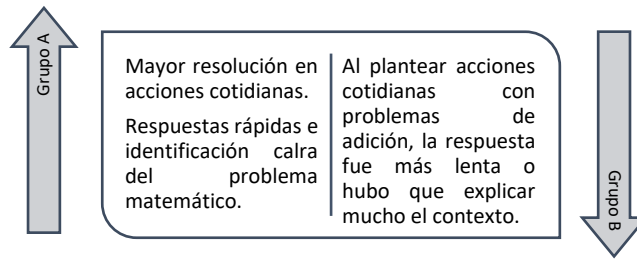 Grupo A
Mayor resolución en
acciones cotidianas.
Respuestas rápidas e
identificación calra
del problema
matemático.
Al plantear acciones
cotidianas con
problemas de
adición, la respuesta
fue más lenta o
hubo que explicar
mucho el contexto.
Grupo B